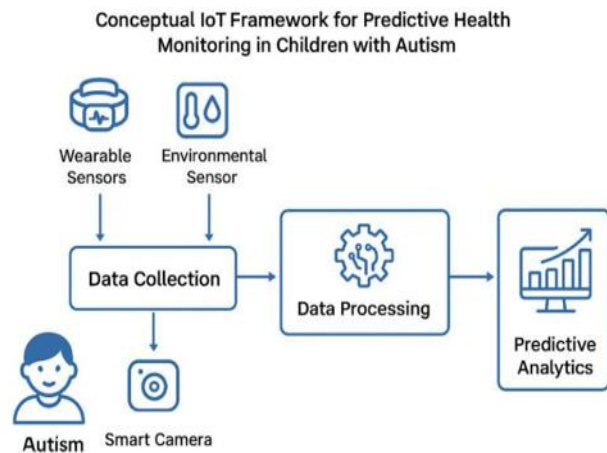 Conceptual IoT Framework for Predictive Health
Monitoring in Children with Autism
Wearable
Sensors
Environmental
Sensor
Data Collection
Data Processing
Predictive
Analytics
Autism
Smart Camera